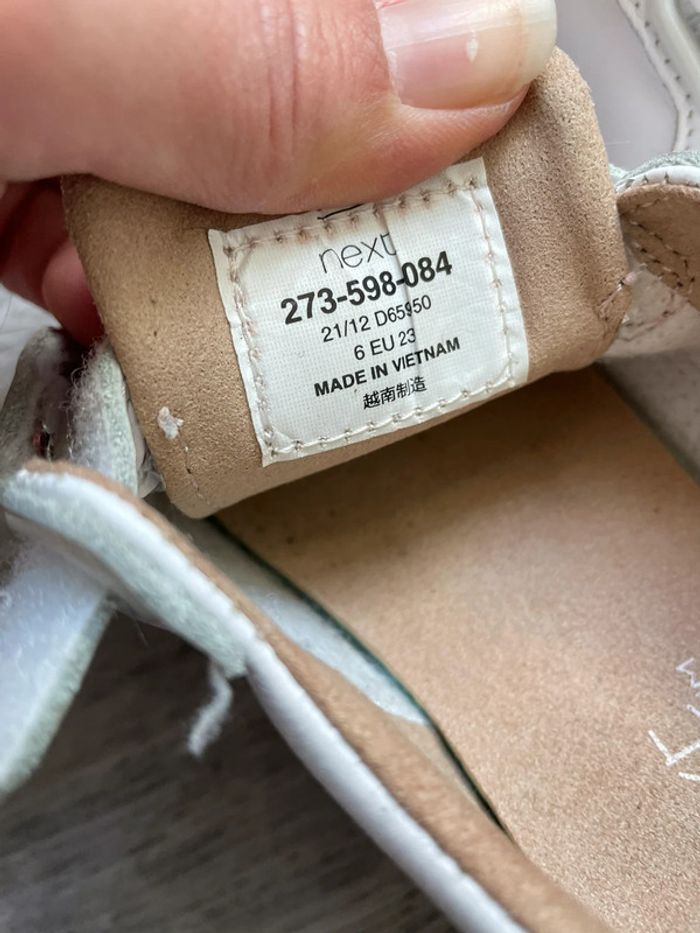 next
273-598-084
21/12 D65950
6 EU 23
MADE IN VIETNAM
越南制造